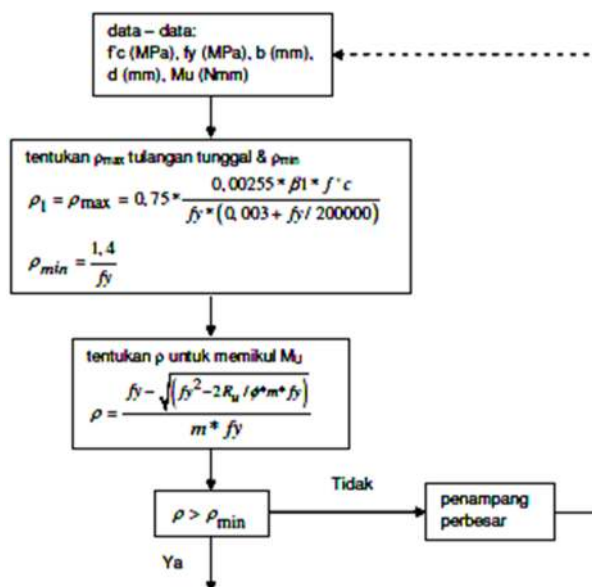 data – data:
f'c (MPa), fy (MPa), b (mm),
d (mm), Mu (Nmm)
tentukan ρmax tulangan tunggal & ρmin
ρ1 = ρmax = 0,75* 0,00255* β1* f'c / fy*(0,003 + fy/200000)
ρmin = 1,4 / fy
tentukan ρ untuk memikul MU
ρ = fy – √(fy² – 2Ru / ϕ*m* fy) / m* fy
Tidak
ρ > ρmin
penampang
perbesar
Ya